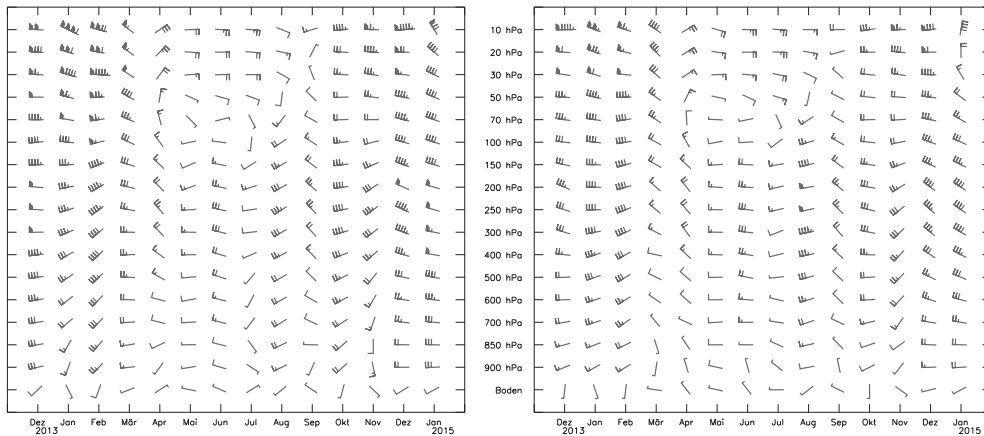 10 hPa
20 hPa
30 hPa
50 hPa
70 hPa
100 hPa
150 hPa
200 hPa
250 hPa
300 hPa
400 hPa
500 hPa
600 hPa
700 hPa
850 hPa
900 hPa
Boden
Dez Jan Feb Mär Apr Mai Jun Jul Aug Sep Okt Nov Dez Jan
2013 2015
Dez Jan Feb Mär Apr Mai Jun Jul Aug Sep Okt Nov Dez Jan
2013 2015